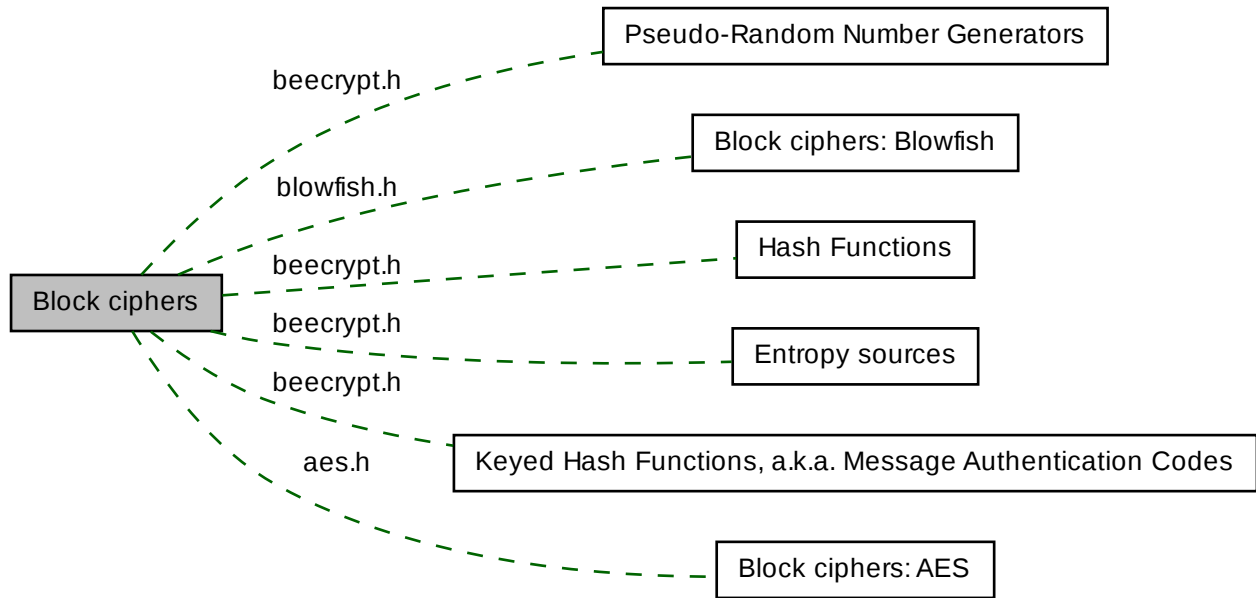 Pseudo-Random Number Generators
beecrypt.h
Block ciphers: Blowfish
blowfish.h
Hash Functions
beecrypt.h
Block ciphers
beecrypt.h
Entropy sources
beecrypt.h
Keyed Hash Functions, a.k.a. Message Authentication Codes
aes.h
Block ciphers: AES